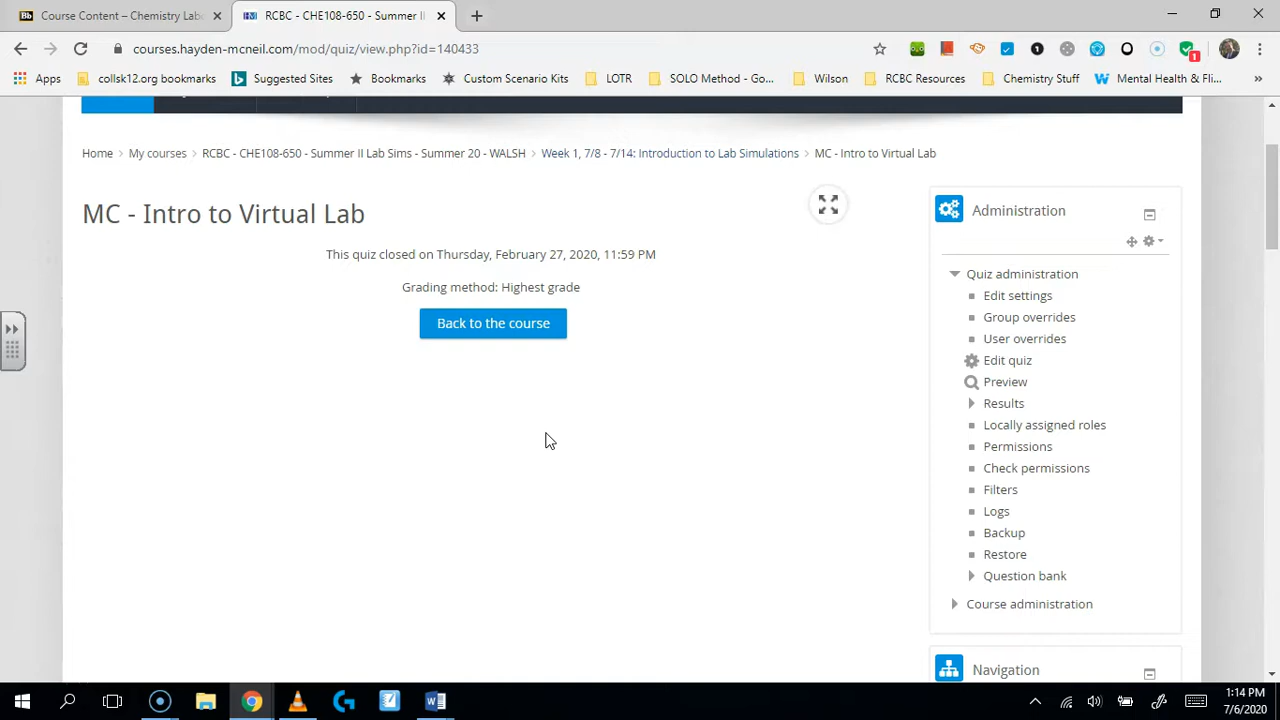 Course Content – Chemistry Lab
RCBC - CHE108-650 - Summer II
courses.hayden-mcneil.com/mod/quiz/view.php?id=140433
1
Apps
collsk12.org bookmarks
Suggested Sites
Bookmarks
Custom Scenario Kits
LOTR
SOLO Method - Go...
Wilson
RCBC Resources
Chemistry Stuff
Mental Health & Fli...
»
Home > My courses > RCBC - CHE108-650 - Summer II Lab Sims - Summer 20 - WALSH > Week 1, 7/8 - 7/14: Introduction to Lab Simulations > MC - Intro to Virtual Lab
MC - Intro to Virtual Lab
This quiz closed on Thursday, February 27, 2020, 11:59 PM
Grading method: Highest grade
Back to the course
Administration
Quiz administration
Edit settings
Group overrides
User overrides
Edit quiz
Preview
Results
Locally assigned roles
Permissions
Check permissions
Filters
Logs
Backup
Restore
Question bank
Course administration
Navigation
1:14 PM
7/6/2020